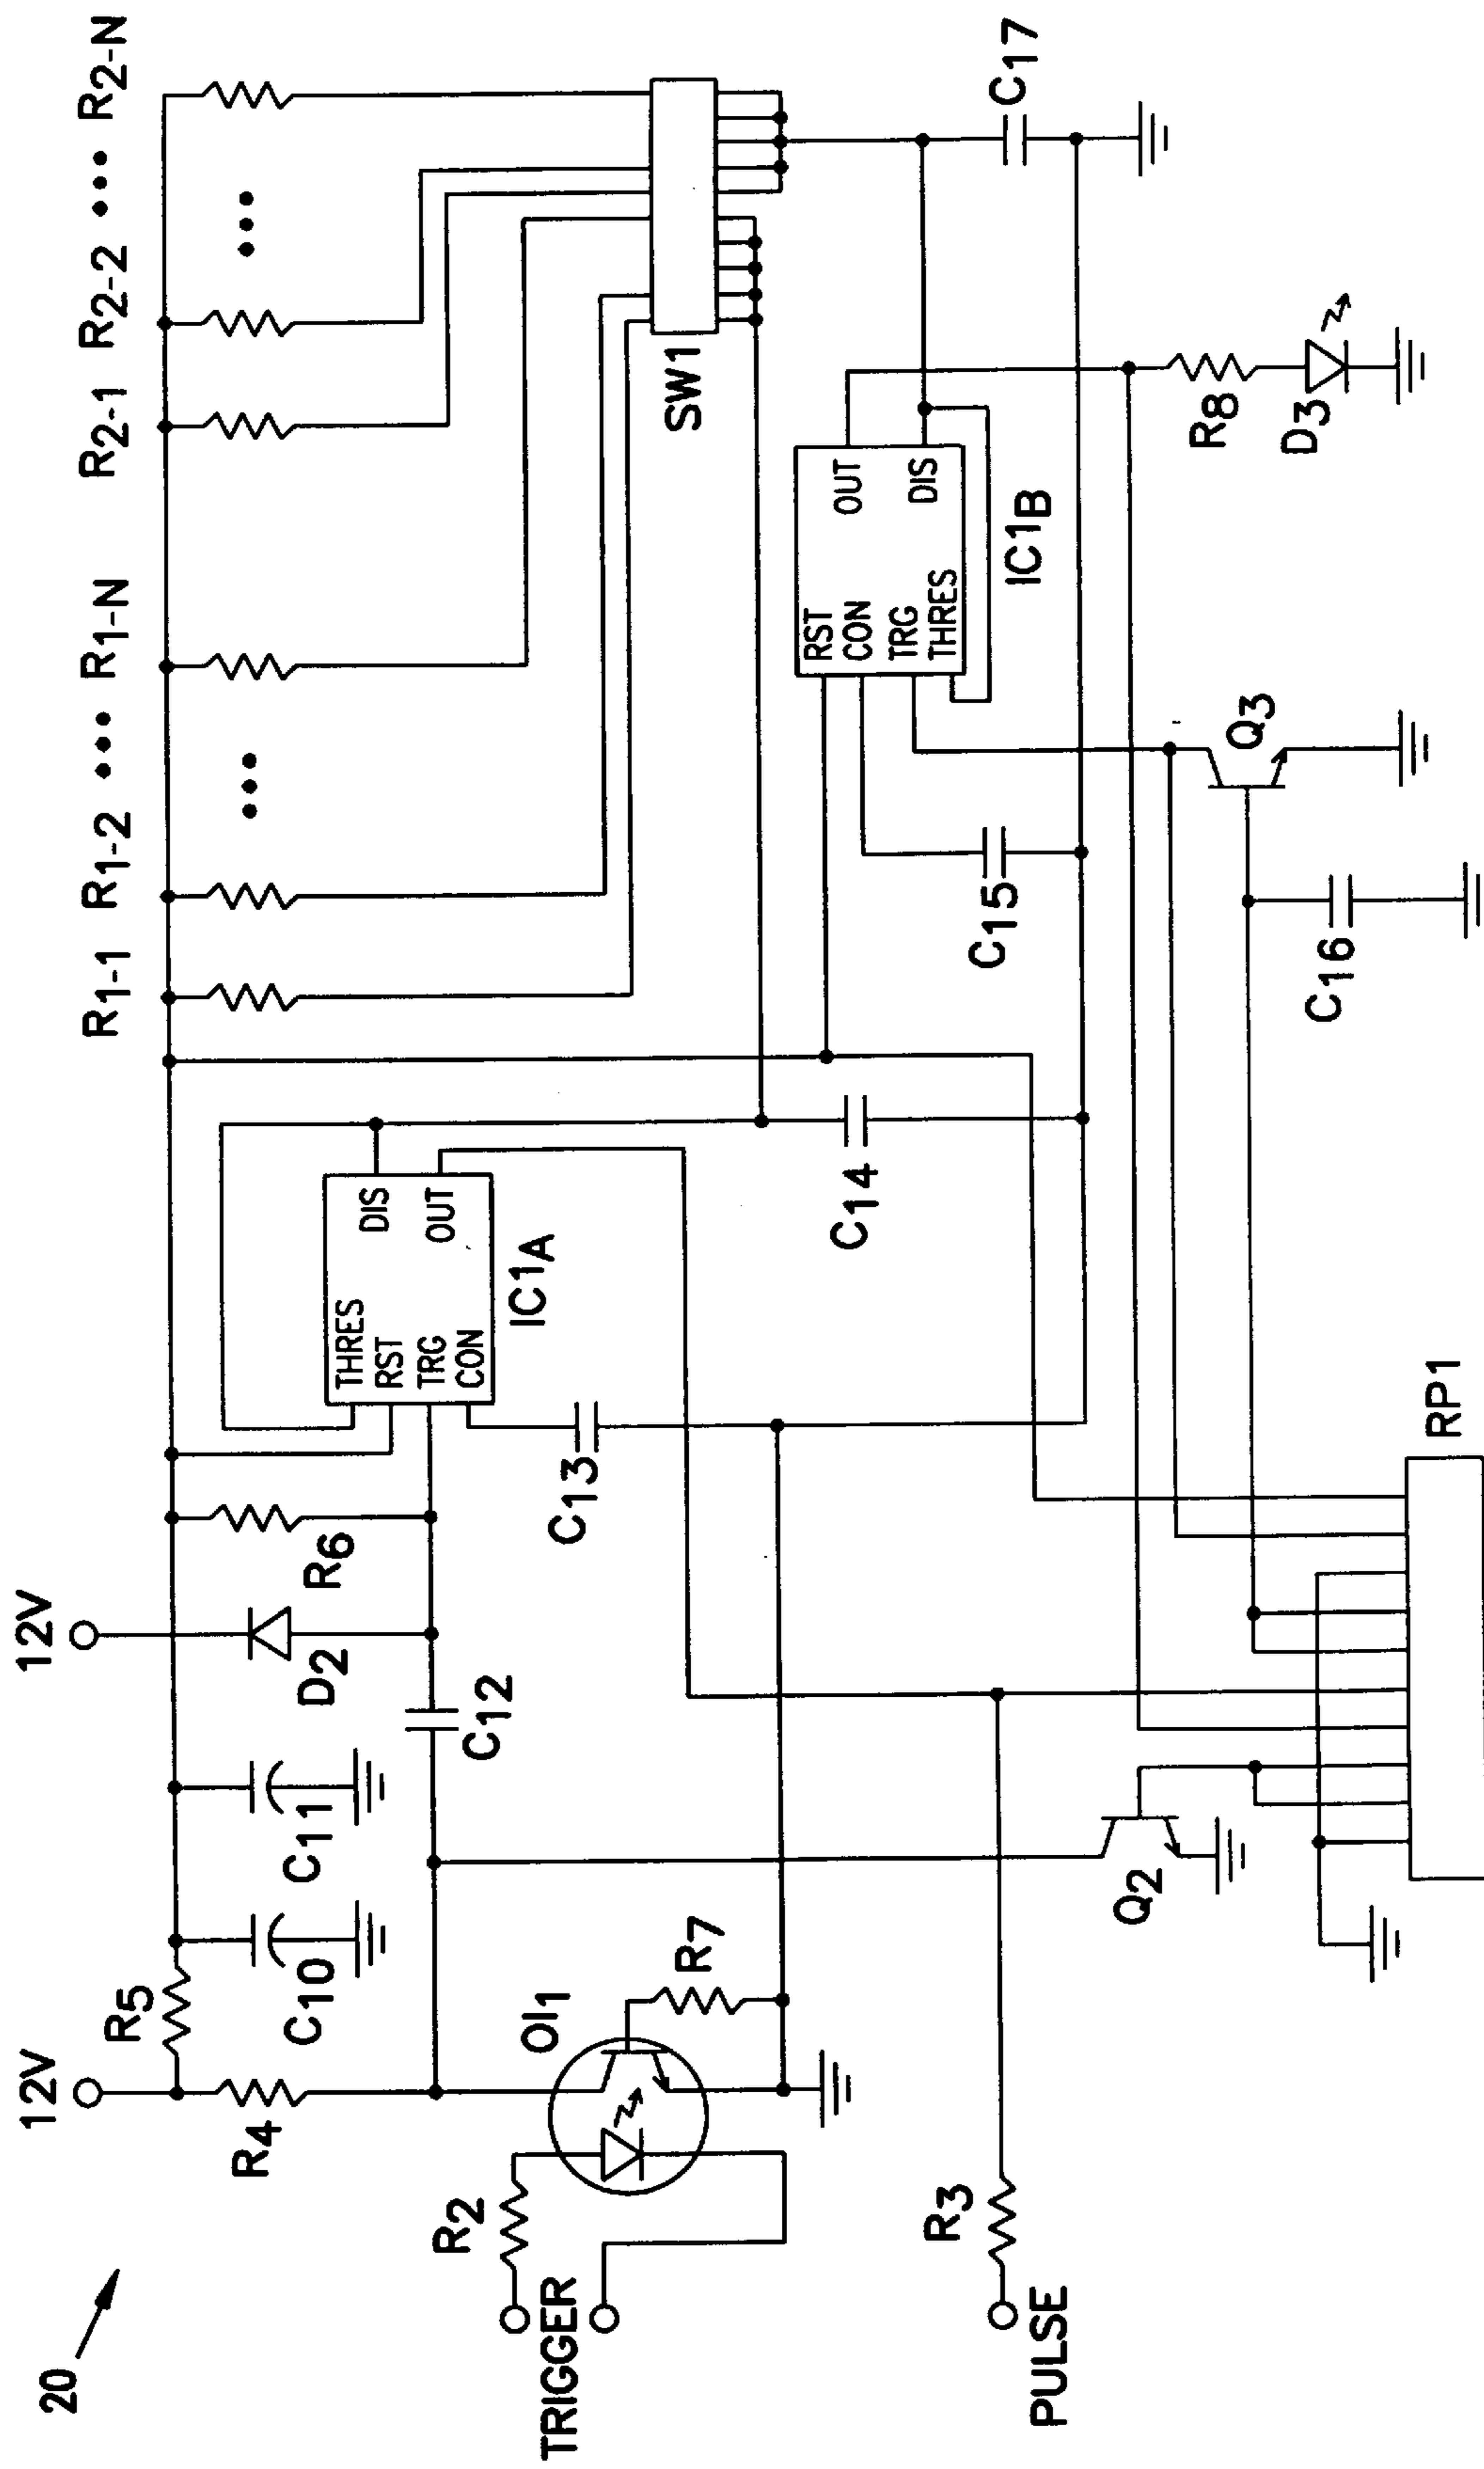 20
12V
12V
R1-1 R1-2 ••• R1-N
R2-1 R2-2 ••• R2-N
•••
•••
R5
R4
C10
C11
D2
R6
C12
THRES
RST
TRG
CON
DIS
OUT
IC1A
C13
R2
TRIGGER
OI1
R7
SW1
C14
RST
CON
TRG
THRES
OUT
DIS
IC1B
C15
C17
R3
PULSE
Q2
Q3
C16
R8
D3
RP1